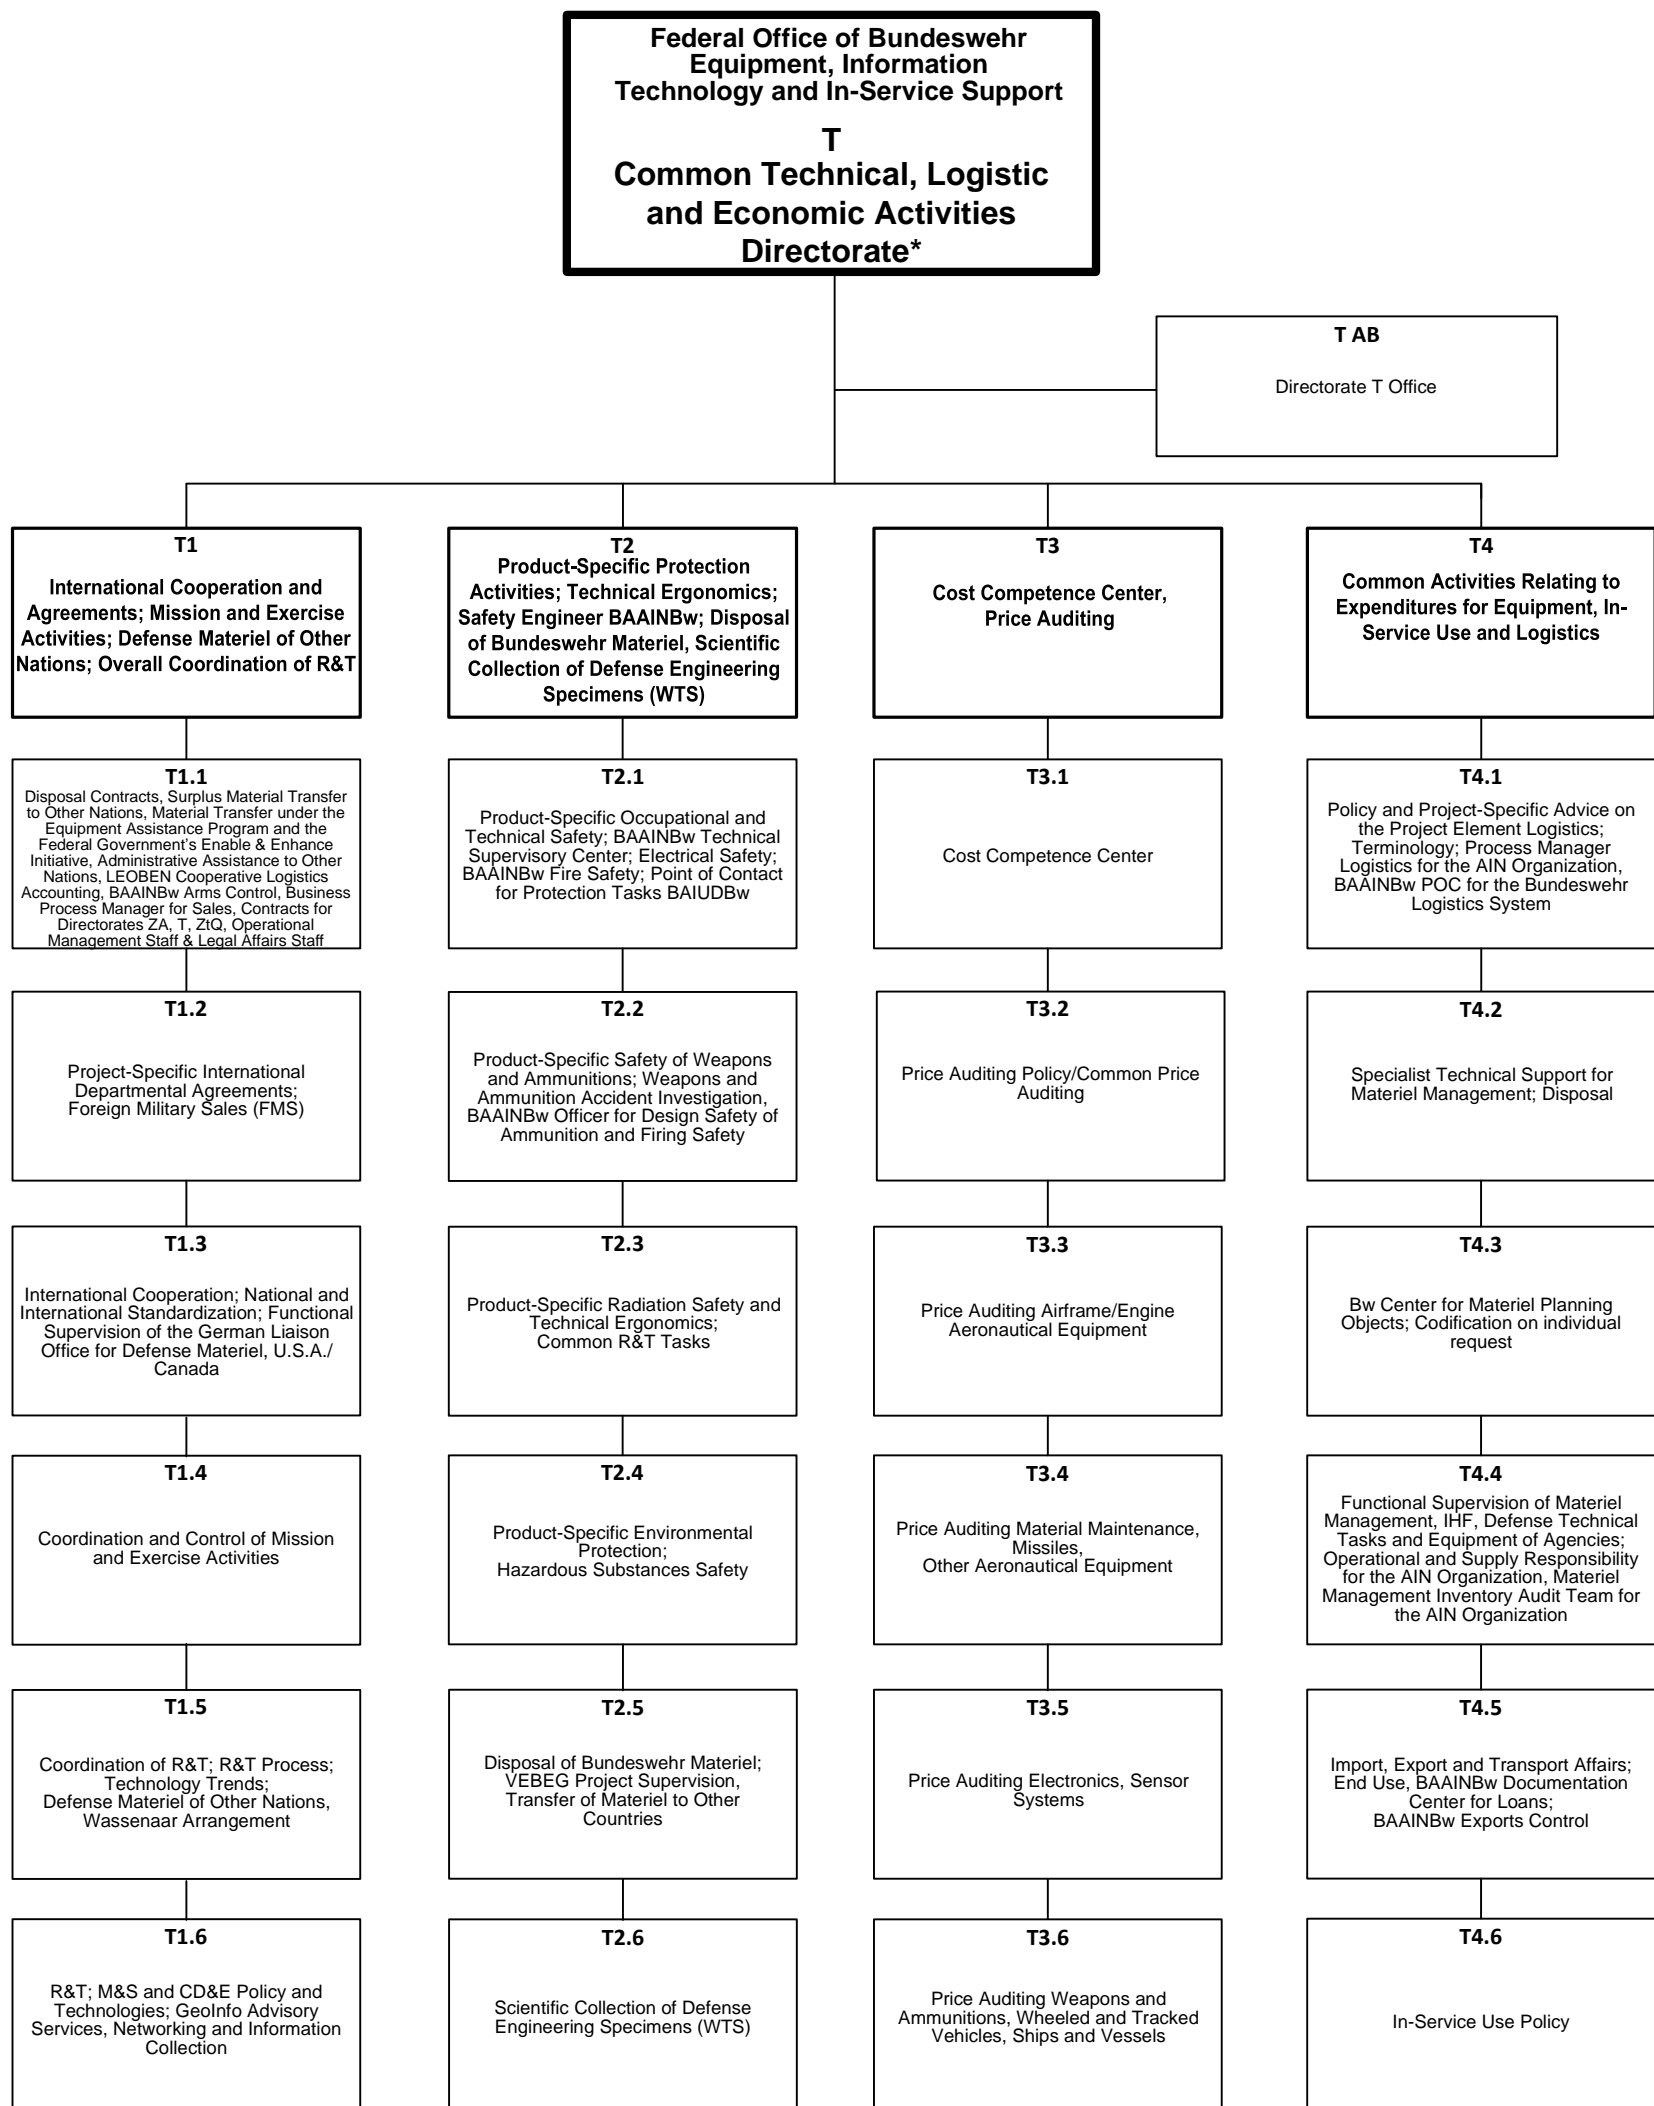 Federal Office of Bundeswehr
Equipment, Information
Technology and In-Service Support
T
Common Technical, Logistic
and Economic Activities
Directorate*
T AB
Directorate T Office
T1
International Cooperation and
Agreements; Mission and Exercise
Activities; Defense Materiel of Other
Nations; Overall Coordination of R&T
T2
Product-Specific Protection
Activities; Technical Ergonomics;
Safety Engineer BAAINBw; Disposal
of Bundeswehr Materiel, Scientific
Collection of Defense Engineering
Specimens (WTS)
T3
Cost Competence Center,
Price Auditing
T4
Common Activities Relating to
Expenditures for Equipment, In-
Service Use and Logistics
T1.1
Disposal Contracts, Surplus Material Transfer
to Other Nations, Material Transfer under the
Equipment Assistance Program and the
Federal Government's Enable & Enhance
Initiative, Administrative Assistance to Other
Nations, LEOBEN Cooperative Logistics
Accounting, BAAINBw Arms Control, Business
Process Manager for Sales, Contracts for
Directorates ZA, T, ZtQ, Operational
Management Staff & Legal Affairs Staff
T2.1
Product-Specific Occupational and
Technical Safety; BAAINBw Technical
Supervisory Center; Electrical Safety;
BAAINBw Fire Safety; Point of Contact
for Protection Tasks BAIUDBw
T3.1
Cost Competence Center
T4.1
Policy and Project-Specific Advice on
the Project Element Logistics;
Terminology; Process Manager
Logistics for the AIN Organization,
BAAINBw POC for the Bundeswehr
Logistics System
T1.2
Project-Specific International
Departmental Agreements;
Foreign Military Sales (FMS)
T2.2
Product-Specific Safety of Weapons
and Ammunitions; Weapons and
Ammunition Accident Investigation,
BAAINBw Officer for Design Safety of
Ammunition and Firing Safety
T3.2
Price Auditing Policy/Common Price
Auditing
T4.2
Specialist Technical Support for
Materiel Management; Disposal
T1.3
International Cooperation; National and
International Standardization; Functional
Supervision of the German Liaison
Office for Defense Materiel, U.S.A./
Canada
T2.3
Product-Specific Radiation Safety and
Technical Ergonomics;
Common R&T Tasks
T3.3
Price Auditing Airframe/Engine
Aeronautical Equipment
T4.3
Bw Center for Materiel Planning
Objects; Codification on individual
request
T1.4
Coordination and Control of Mission
and Exercise Activities
T2.4
Product-Specific Environmental
Protection;
Hazardous Substances Safety
T3.4
Price Auditing Material Maintenance,
Missiles,
Other Aeronautical Equipment
T4.4
Functional Supervision of Materiel
Management, IHF, Defense Technical
Tasks and Equipment of Agencies;
Operational and Supply Responsibility
for the AIN Organization, Materiel
Management Inventory Audit Team for
the AIN Organization
T1.5
Coordination of R&T; R&T Process;
Technology Trends;
Defense Materiel of Other Nations,
Wassenaar Arrangement
T2.5
Disposal of Bundeswehr Materiel;
VEBEG Project Supervision,
Transfer of Materiel to Other
Countries
T3.5
Price Auditing Electronics, Sensor
Systems
T4.5
Import, Export and Transport Affairs;
End Use, BAAINBw Documentation
Center for Loans;
BAAINBw Exports Control
T1.6
R&T; M&S and CD&E Policy and
Technologies; GeoInfo Advisory
Services, Networking and Information
Collection
T2.6
Scientific Collection of Defense
Engineering Specimens (WTS)
T3.6
Price Auditing Weapons and
Ammunitions, Wheeled and Tracked
Vehicles, Ships and Vessels
T4.6
In-Service Use Policy